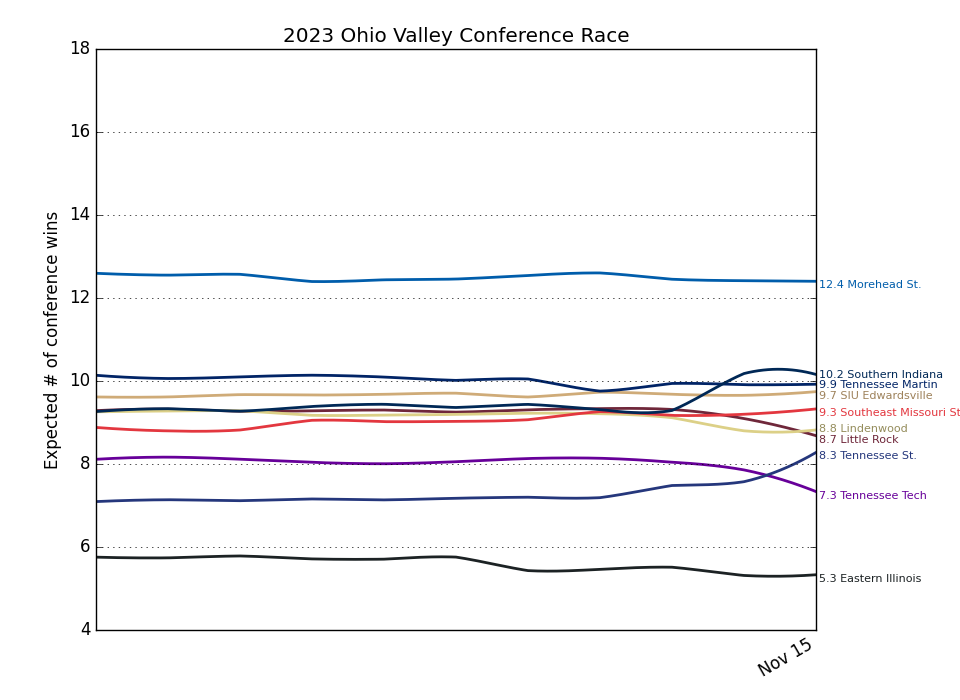 2023 Ohio Valley Conference Race
Expected # of conference wins
18
16
14
12
10
8
6
4
12.4 Morehead St.
10.2 Southern Indiana
9.9 Tennessee Martin
9.7 SIU Edwardsville
9.3 Southeast Missouri St
8.8 Lindenwood
8.7 Little Rock
8.3 Tennessee St.
7.3 Tennessee Tech
5.3 Eastern Illinois
Nov 15